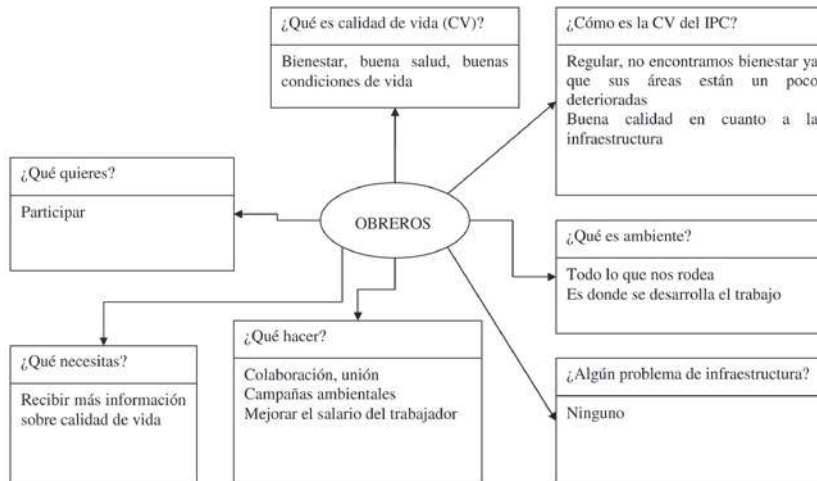 ¿Qué es calidad de vida (CV)?
Bienestar, buena salud, buenas
condiciones de vida
¿Cómo es la CV del IPC?
Regular, no encontramos bienestar ya
que sus áreas están un poco
deterioradas
Buena calidad en cuanto a la
infraestructura
¿Qué quieres?
Participar
OBREROS
¿Qué es ambiente?
Todo lo que nos rodea
Es donde se desarrolla el trabajo
¿Qué necesitas?
Recibir más información
sobre calidad de vida
¿Qué hacer?
Colaboración, unión
Campañas ambientales
Mejorar el salario del trabajador
¿Algún problema de infraestructura?
Ninguno